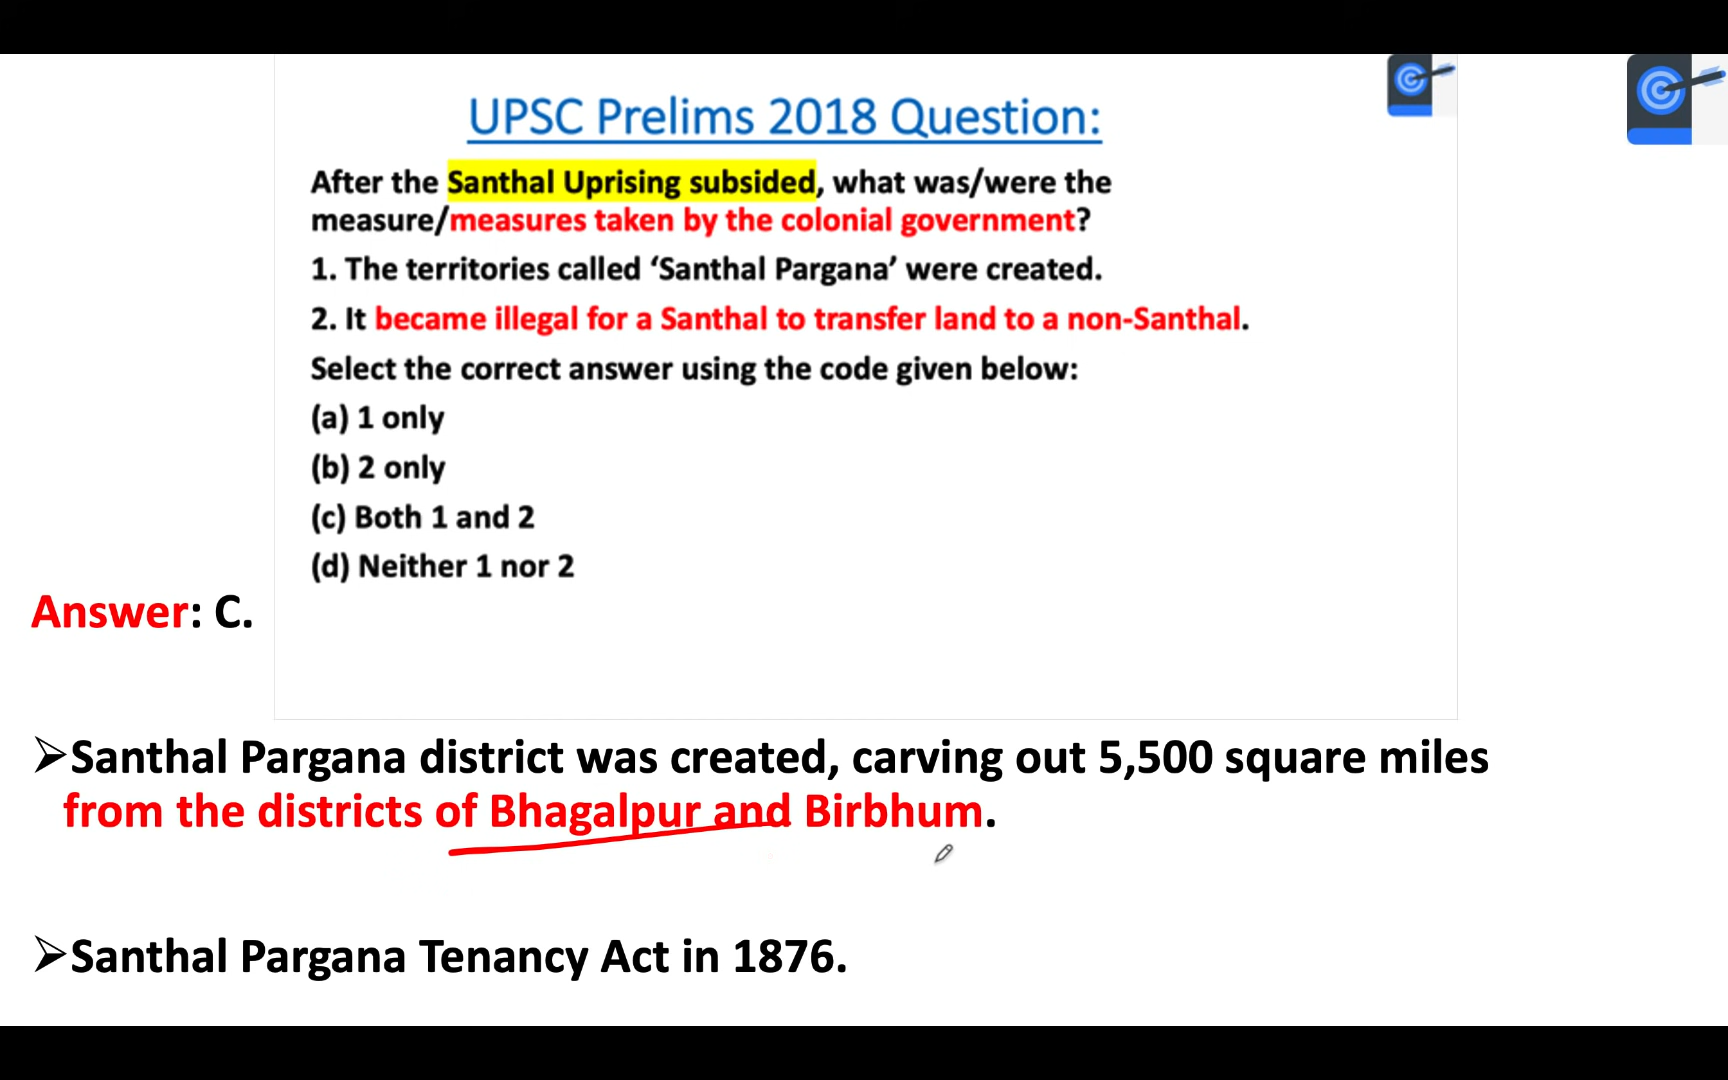 UPSC Prelims 2018 Question:
After the Santhal Uprising subsided, what was/were the
measure/measures taken by the colonial government?
1. The territories called ‘Santhal Pargana’ were created.
2. It became illegal for a Santhal to transfer land to a non-Santhal.
Select the correct answer using the code given below:
(a) 1 only
(b) 2 only
(c) Both 1 and 2
(d) Neither 1 nor 2
Answer: C.
➢Santhal Pargana district was created, carving out 5,500 square miles
from the districts of Bhagalpur and Birbhum.
➢Santhal Pargana Tenancy Act in 1876.